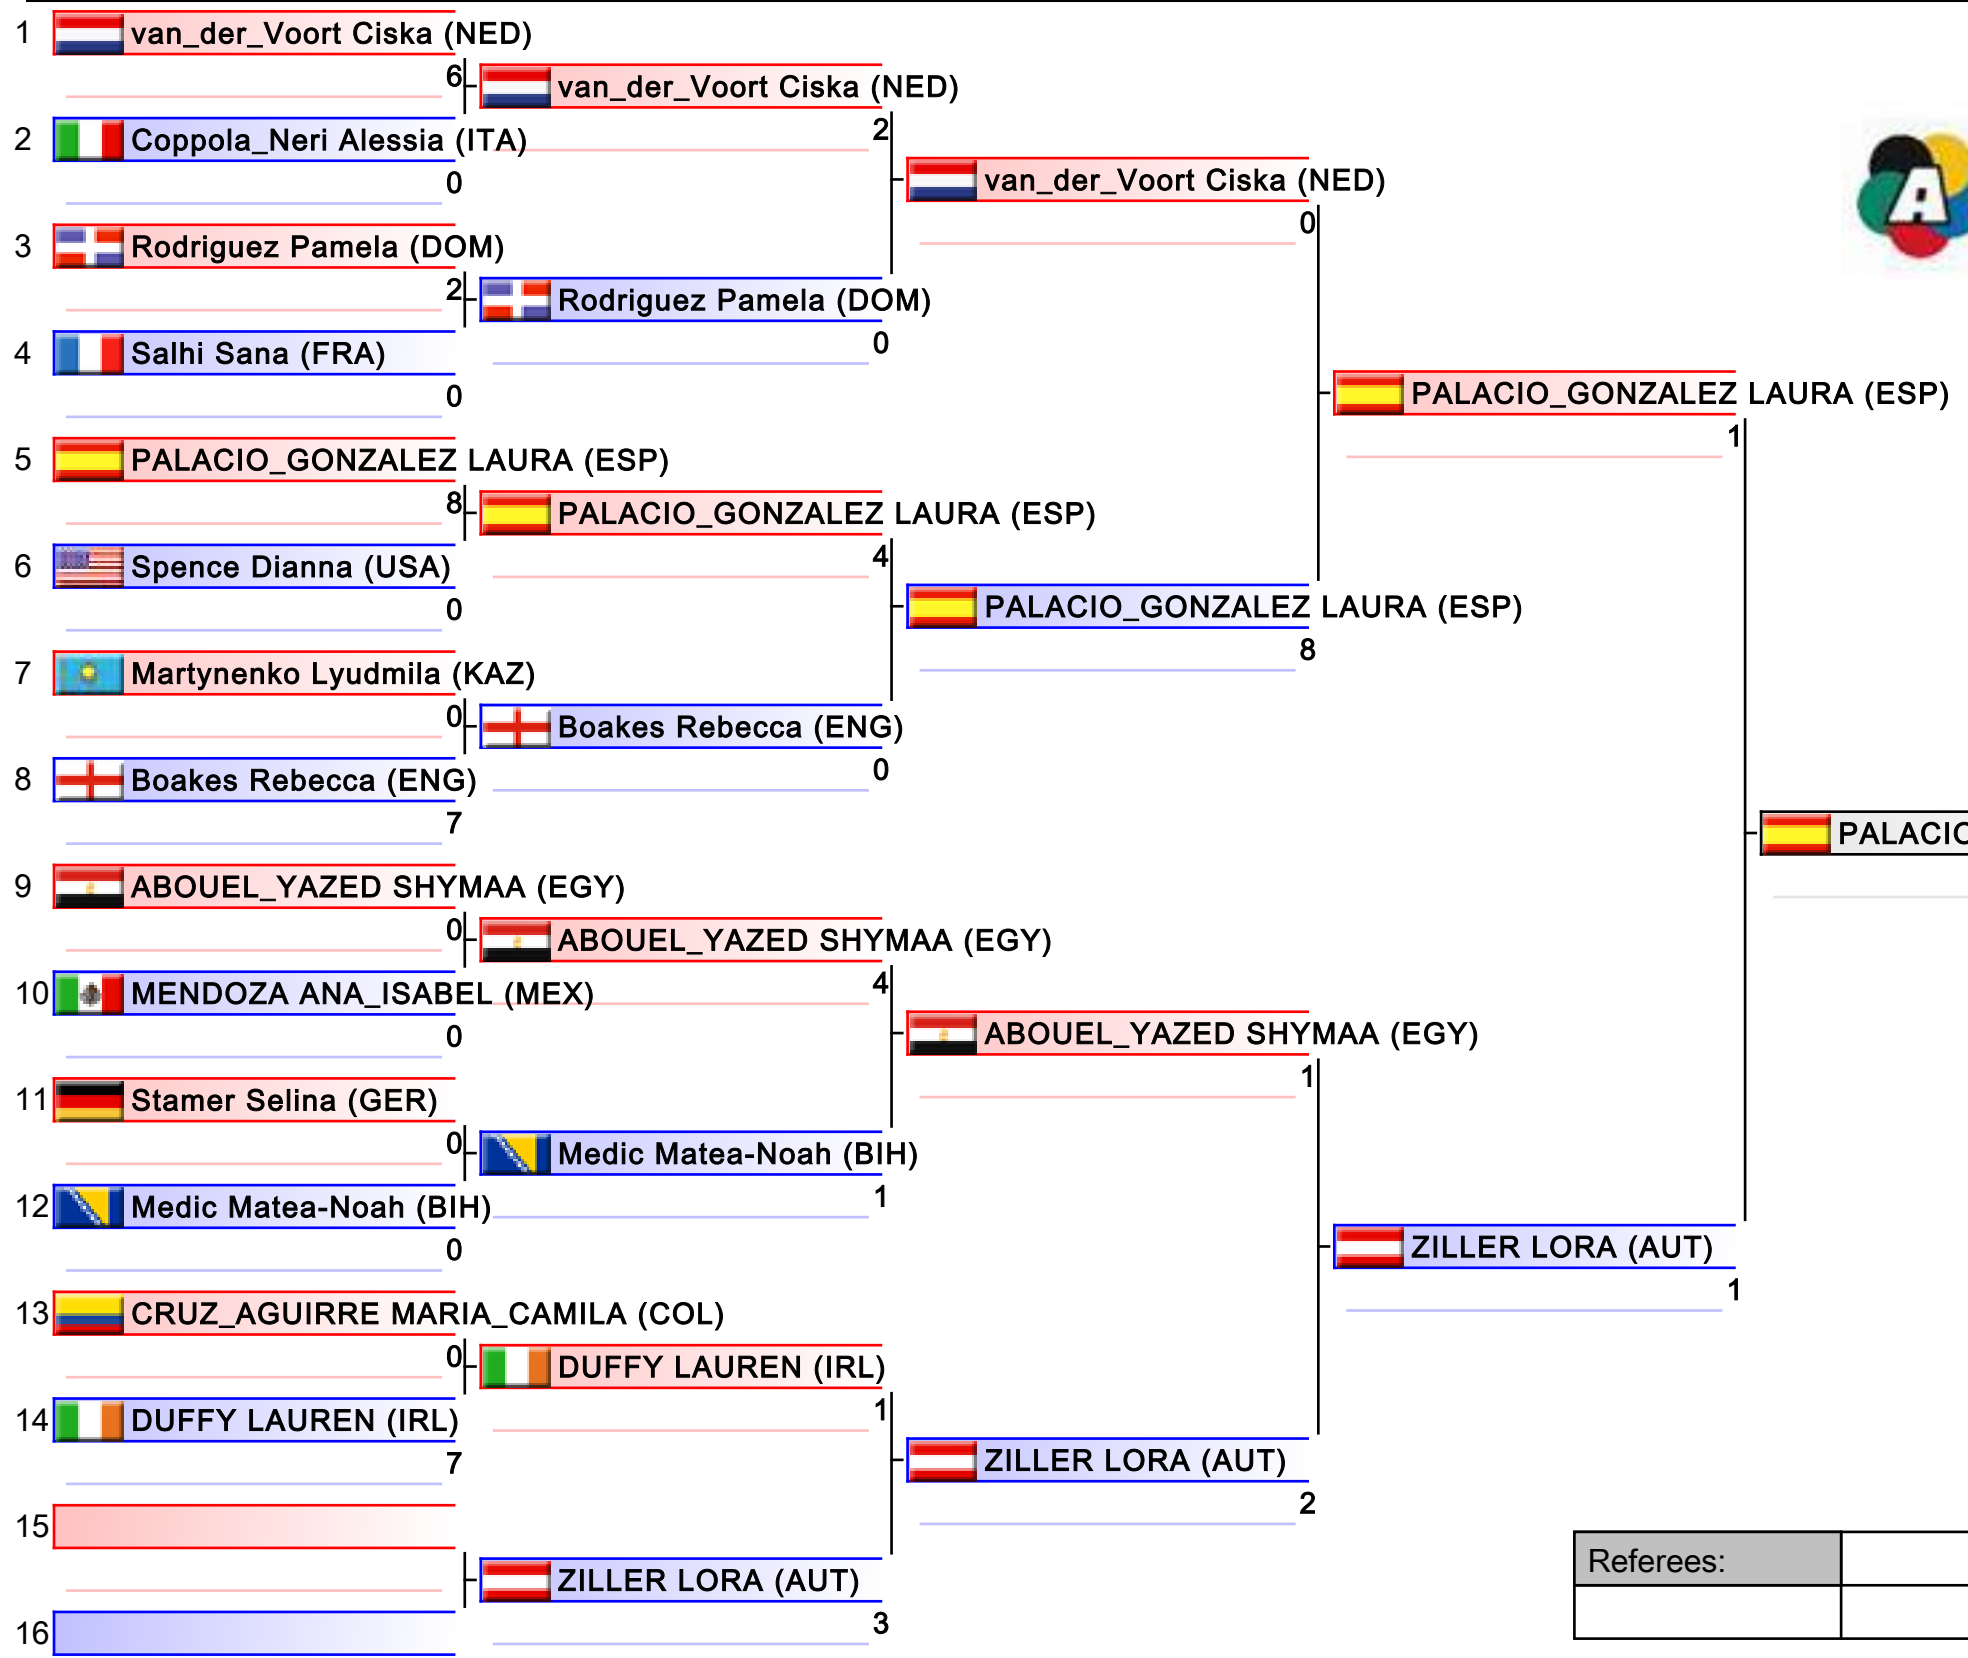 1 van_der_Voort Ciska (NED)
6 van_der_Voort Ciska (NED)
2 Coppola_Neri Alessia (ITA) 2
0 van_der_Voort Ciska (NED)
0
3 Rodriguez Pamela (DOM)
2 Rodriguez Pamela (DOM)
4 Salhi Sana (FRA) 0
0 PALACIO_GONZALEZ LAURA (ESP)
1
5 PALACIO_GONZALEZ LAURA (ESP)
8 PALACIO_GONZALEZ LAURA (ESP)
6 Spence Dianna (USA) 4
0 PALACIO_GONZALEZ LAURA (ESP)
8
7 Martynenko Lyudmila (KAZ)
0 Boakes Rebecca (ENG)
8 Boakes Rebecca (ENG) 0
7 PALACIO
9 ABOUEL_YAZED SHYMAA (EGY)
0 ABOUEL_YAZED SHYMAA (EGY)
10 MENDOZA ANA_ISABEL (MEX) 4
0 ABOUEL_YAZED SHYMAA (EGY)
1
11 Stamer Selina (GER)
0 Medic Matea-Noah (BIH)
12 Medic Matea-Noah (BIH) 1
0 ZILLER LORA (AUT)
1
13 CRUZ_AGUIRRE MARIA_CAMILA (COL)
0 DUFFY LAUREN (IRL)
14 DUFFY LAUREN (IRL) 1
7 ZILLER LORA (AUT)
2
15
ZILLER LORA (AUT)
3
16
Referees:
A